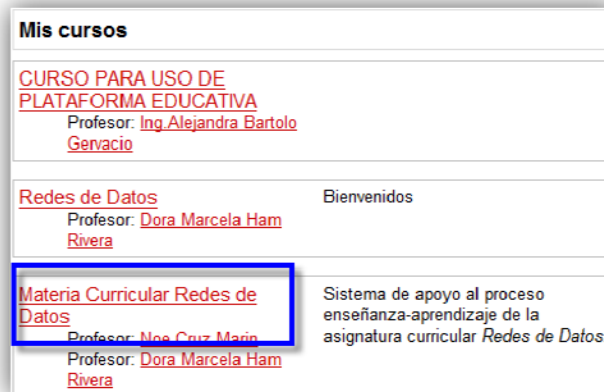 Mis cursos
CURSO PARA USO DE
PLATAFORMA EDUCATIVA
Profesor: Ing.Alejandra Bartolo
Gervacio
Redes de Datos
Profesor: Dora Marcela Ham
Rivera
Bienvenidos
Materia Curricular Redes de
Datos
Profesor: Noe Cruz Marin
Profesor: Dora Marcela Ham
Rivera
Sistema de apoyo al proceso
enseñanza-aprendizaje de la
asignatura curricular Redes de Datos